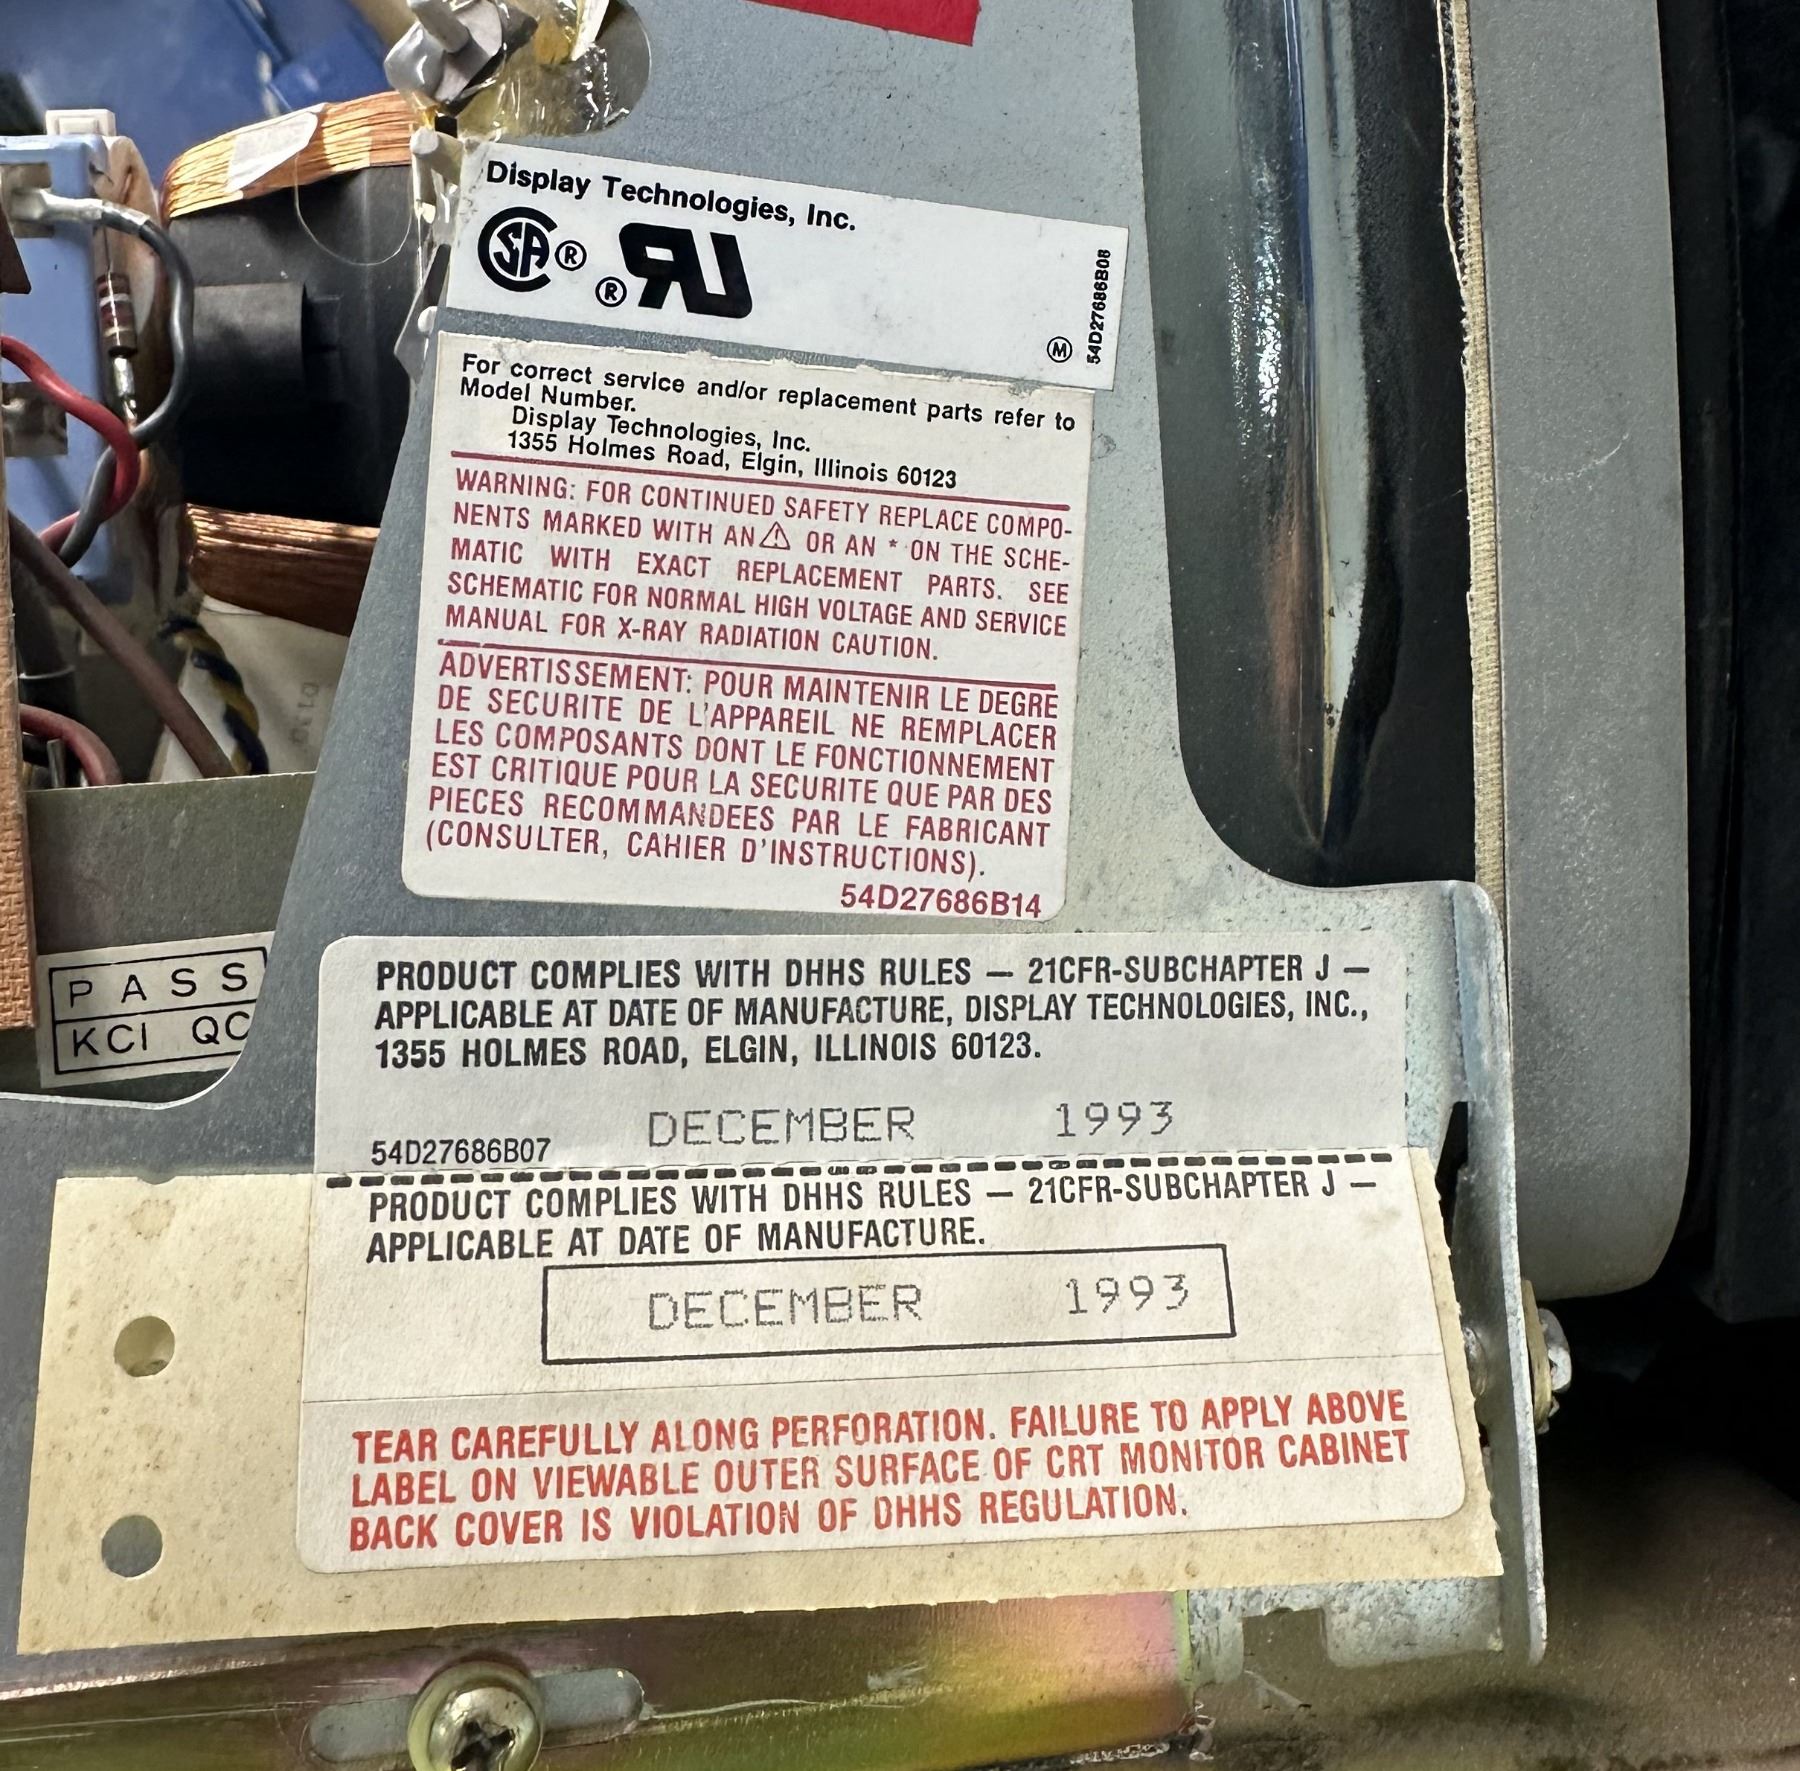 Display Technologies, Inc.
SA® ®RU
Ⓜ 54D27686B08
For correct service and/or replacement parts refer to
Model Number.
Display Technologies, Inc.
1355 Holmes Road, Elgin, Illinois 60123
WARNING: FOR CONTINUED SAFETY REPLACE COMPO-
NENTS MARKED WITH AN ⚠ OR AN * ON THE SCHE-
MATIC WITH EXACT REPLACEMENT PARTS. SEE
SCHEMATIC FOR NORMAL HIGH VOLTAGE AND SERVICE
MANUAL FOR X-RAY RADIATION CAUTION.
ADVERTISSEMENT: POUR MAINTENIR LE DEGRE
DE SECURITE DE L'APPAREIL NE REMPLACER
LES COMPOSANTS DONT LE FONCTIONNEMENT
EST CRITIQUE POUR LA SECURITE QUE PAR DES
PIECES RECOMMANDEES PAR LE FABRICANT
(CONSULTER, CAHIER D'INSTRUCTIONS).
54D27686B14
PASS
KCI QC
PRODUCT COMPLIES WITH DHHS RULES — 21CFR-SUBCHAPTER J —
APPLICABLE AT DATE OF MANUFACTURE, DISPLAY TECHNOLOGIES, INC.,
1355 HOLMES ROAD, ELGIN, ILLINOIS 60123.
DECEMBER 1993
54D27686B07
PRODUCT COMPLIES WITH DHHS RULES — 21CFR-SUBCHAPTER J —
APPLICABLE AT DATE OF MANUFACTURE.
DECEMBER 1993
TEAR CAREFULLY ALONG PERFORATION. FAILURE TO APPLY ABOVE
LABEL ON VIEWABLE OUTER SURFACE OF CRT MONITOR CABINET
BACK COVER IS VIOLATION OF DHHS REGULATION.